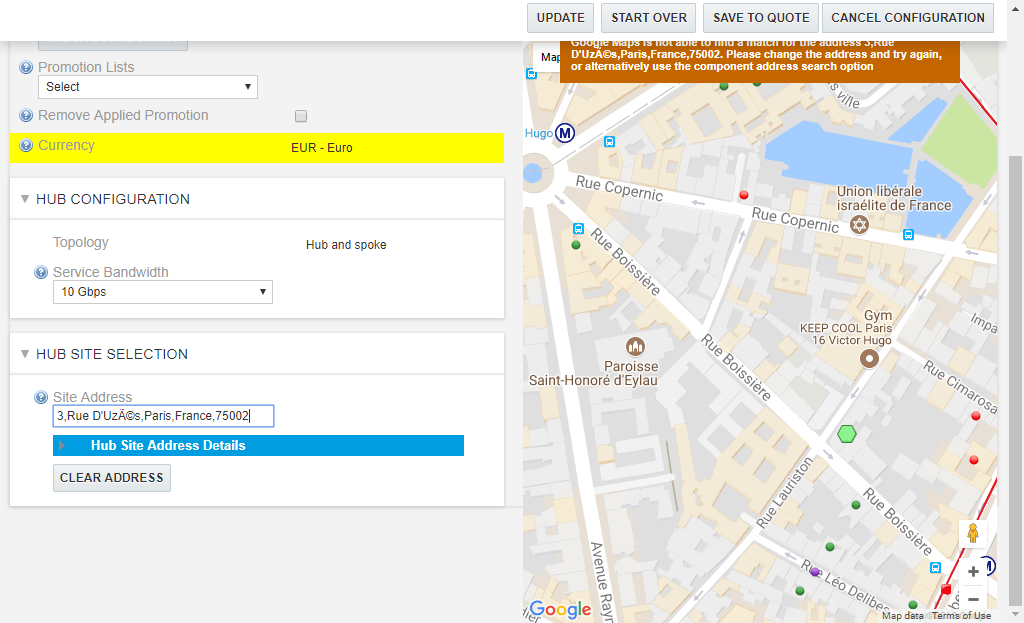 UPDATE
START OVER
SAVE TO QUOTE
CANCEL CONFIGURATION
Promotion Lists
Select
Remove Applied Promotion
Currency
EUR - Euro
HUB CONFIGURATION
Topology
Hub and spoke
Service Bandwidth
10 Gbps
HUB SITE SELECTION
Site Address
3,Rue D'UzÃ©s,Paris,France,75002
Hub Site Address Details
CLEAR ADDRESS
Map
Google Maps is not able to find a match for the address 3,Rue
D'UzÃ©s,Paris,France,75002. Please change the address and try again,
or alternatively use the component address search option
ville
Hugo
M
Rue Copernic
Union libérale
israélite de France
Rue Copernic
Rue Boissière
Gym
KEEP COOL Paris
16 Victor Hugo
Impa
Paroisse
Saint-Honoré d'Eylau
Rue Boissière
Rue Cimarosa
Rue Lauriston
Rue Boissière
Avenue Rayn
Rue Léo Delibes
M
Google
Map data
Terms of Use